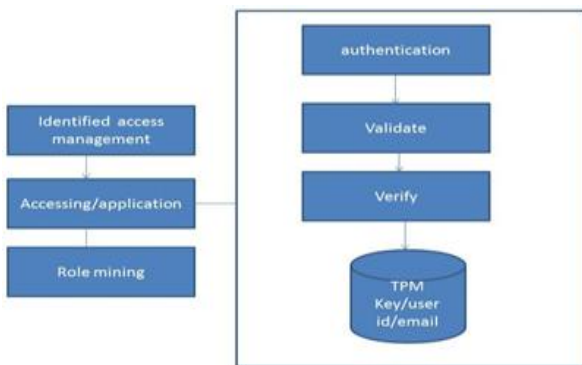 Identified access
management
Accessing/application
Role mining
authentication
Validate
Verify
TPM
Key/user
id/email